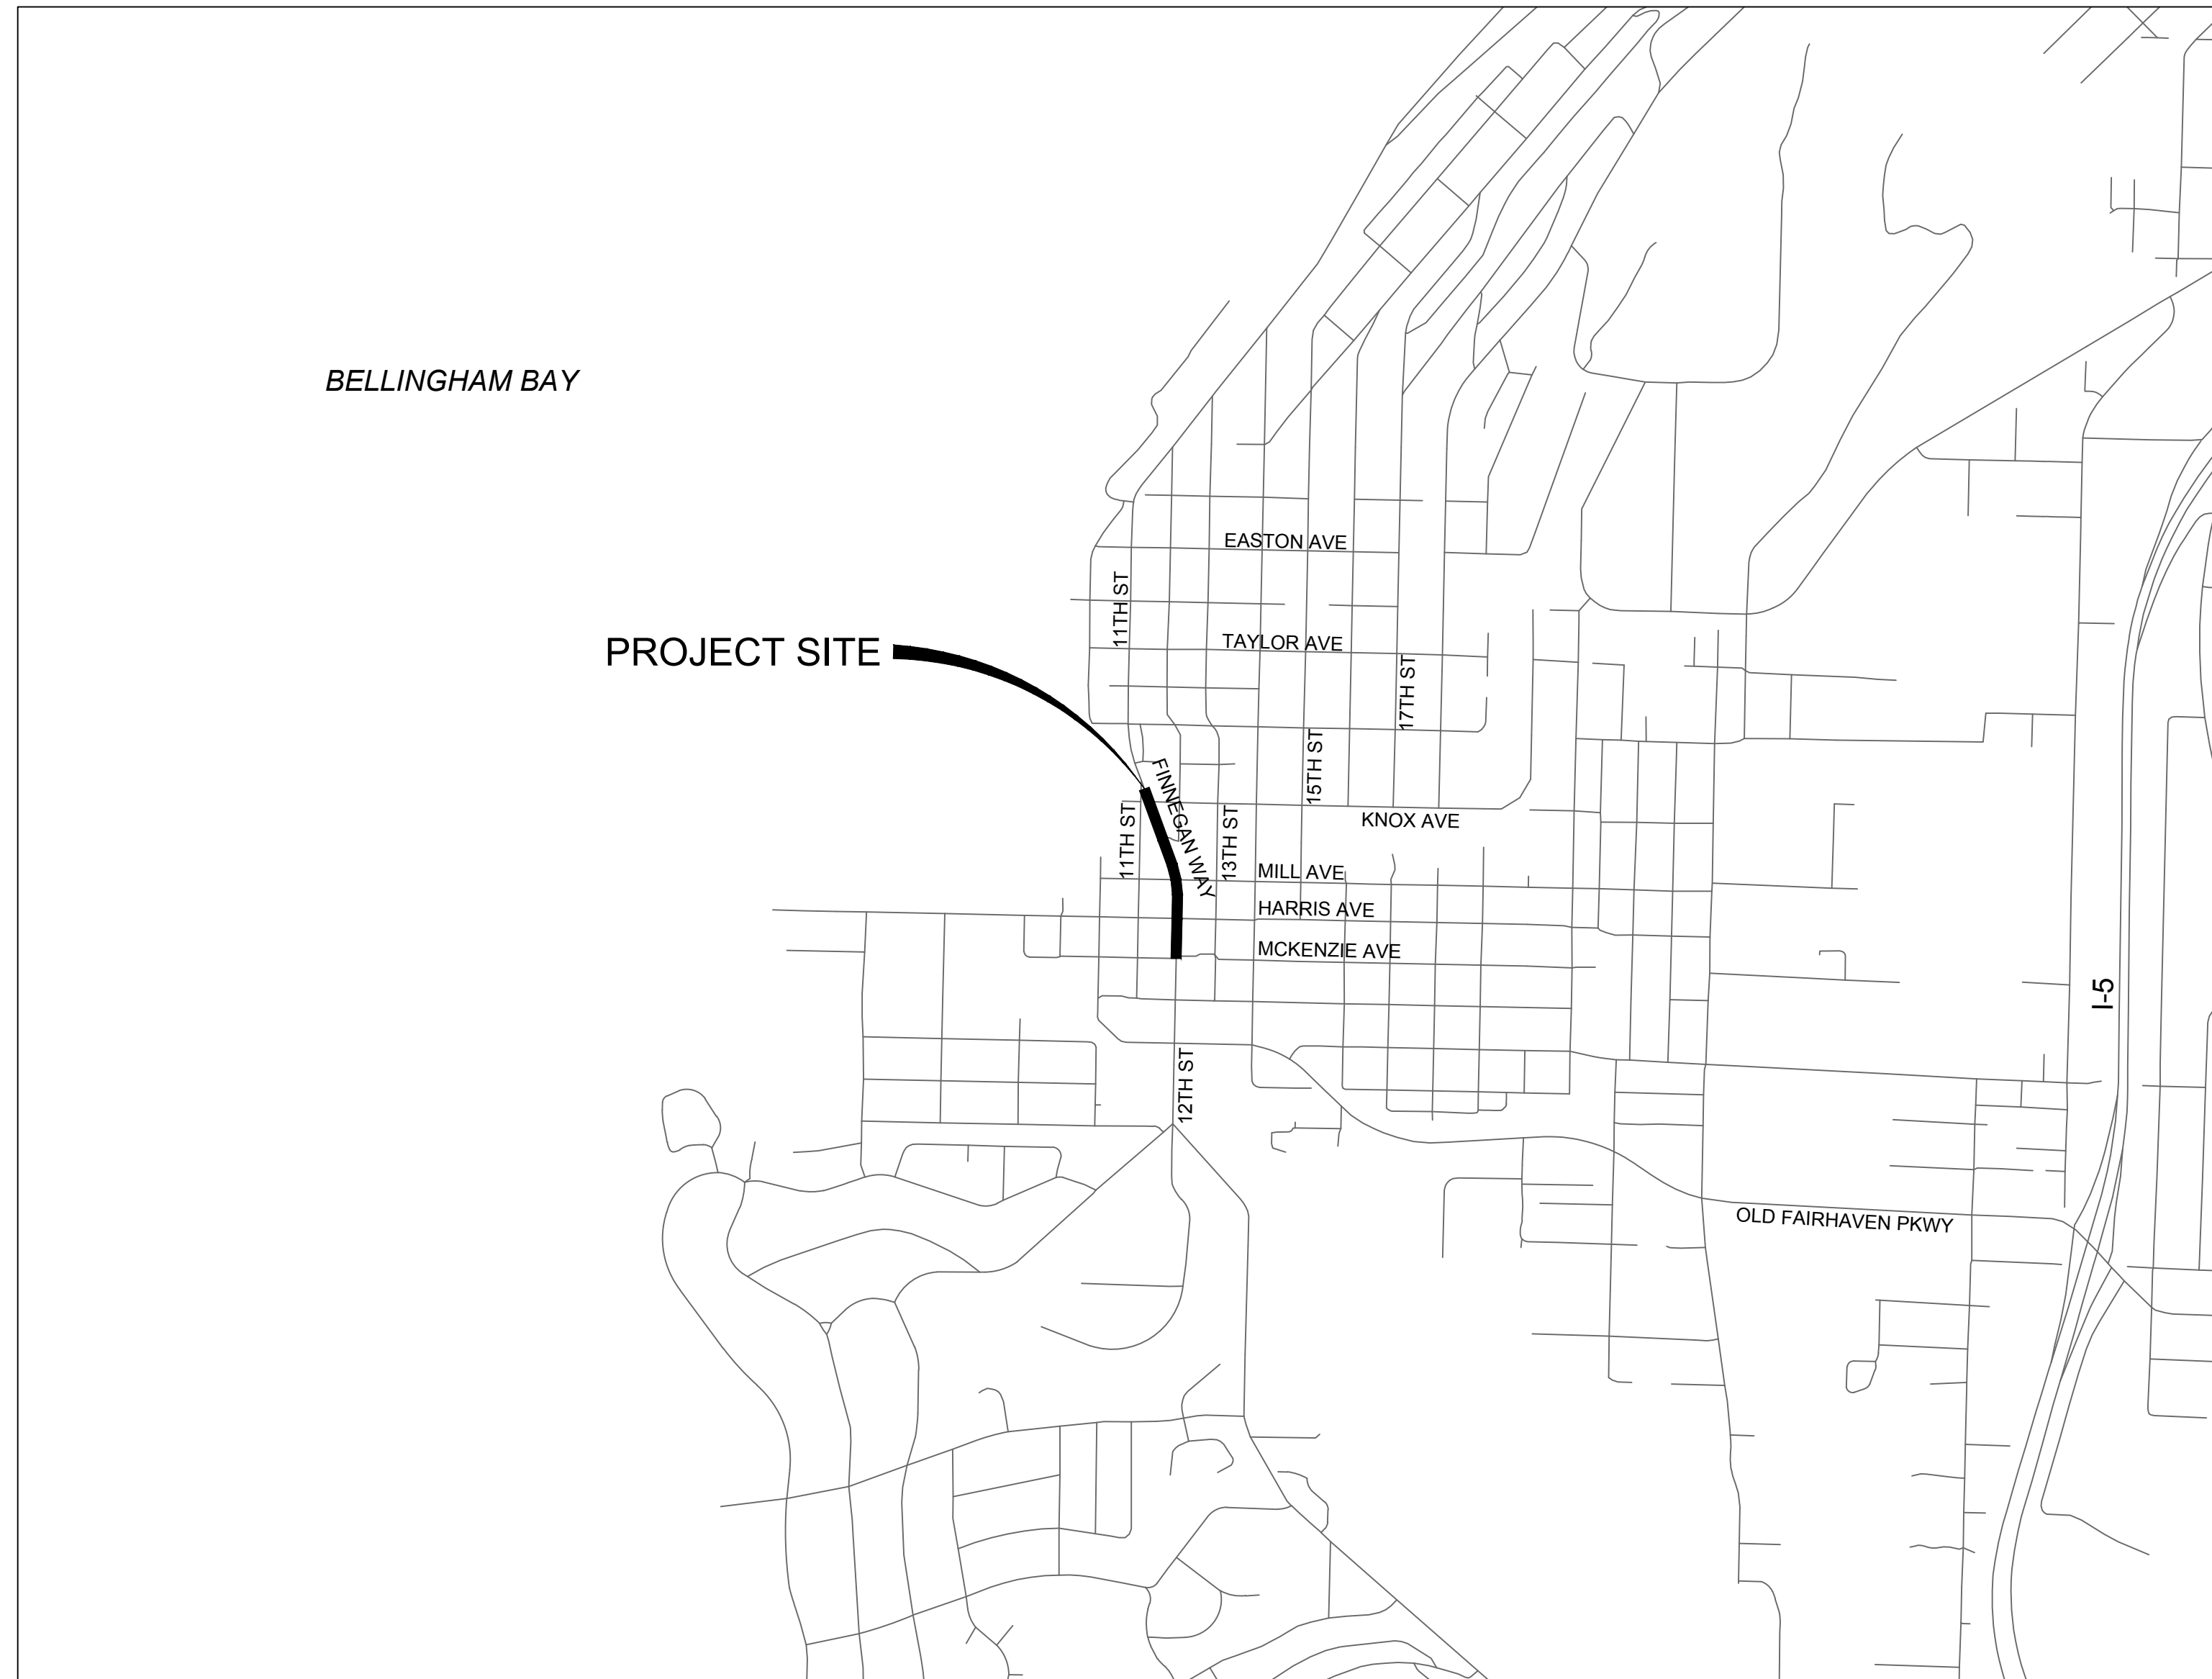 BELLINGHAM BAY
EASTON AVE
11TH ST
PROJECT SITE
TAYLOR AVE
17TH ST
15TH ST
FINNEGAN WAY
11TH ST
13TH ST
KNOX AVE
MILL AVE
HARRIS AVE
MCKENZIE AVE
I-5
12TH ST
OLD FAIRHAVEN PKWY